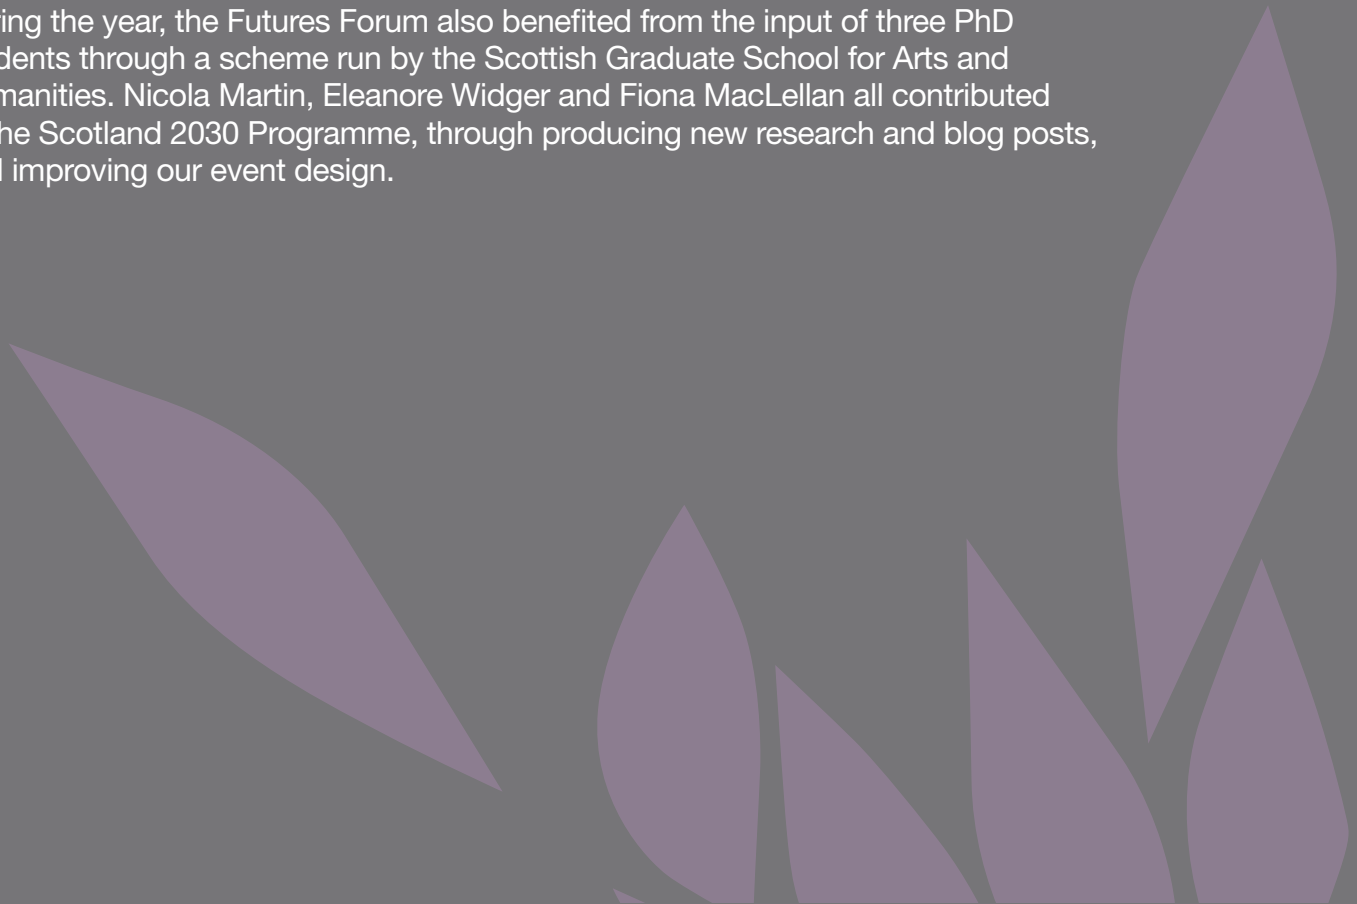 ing the year, the Futures Forum also benefited from the input of three PhD
dents through a scheme run by the Scottish Graduate School for Arts and
manities. Nicola Martin, Eleanore Widger and Fiona MacLellan all contributed
he Scotland 2030 Programme, through producing new research and blog posts,
improving our event design.